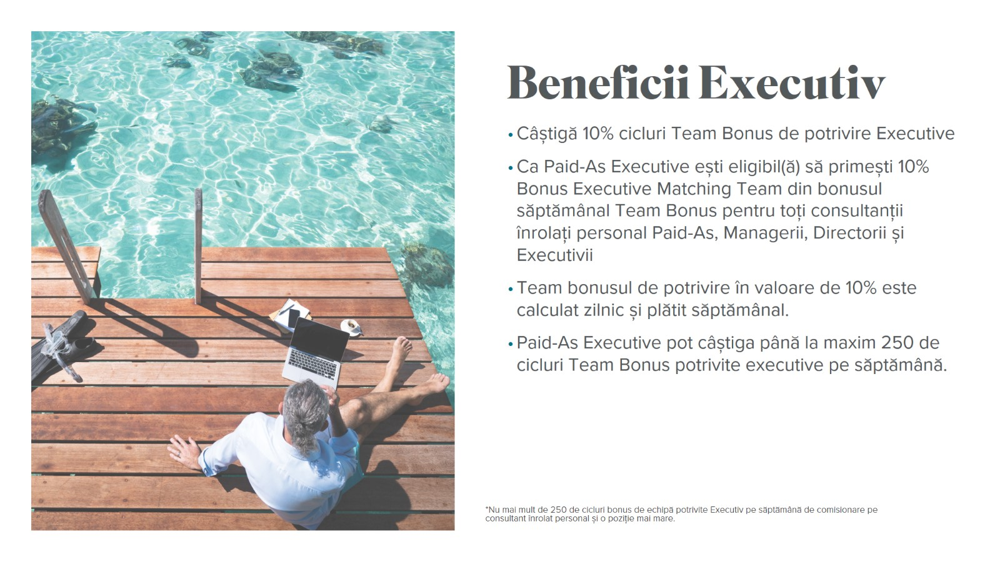 Beneficii Executiv
• Câștigă 10% cicluri Team Bonus de potrivire Executive
• Ca Paid-As Executive ești eligibil(ă) să primești 10%
Bonus Executive Matching Team din bonusul
săptămânal Team Bonus pentru toți consultanții
înrolați personal Paid-As, Managerii, Directorii și
Executivii
• Team bonusul de potrivire în valoare de 10% este
calculat zilnic și plătit săptămânal.
• Paid-As Executive pot câștiga până la maxim 250 de
cicluri Team Bonus potrivite executive pe săptămână.
*Nu mai mult de 250 de cicluri bonus de echipă potrivite Executiv pe săptămână de comisionare pe
consultant înrolat personal și o poziție mai mare.